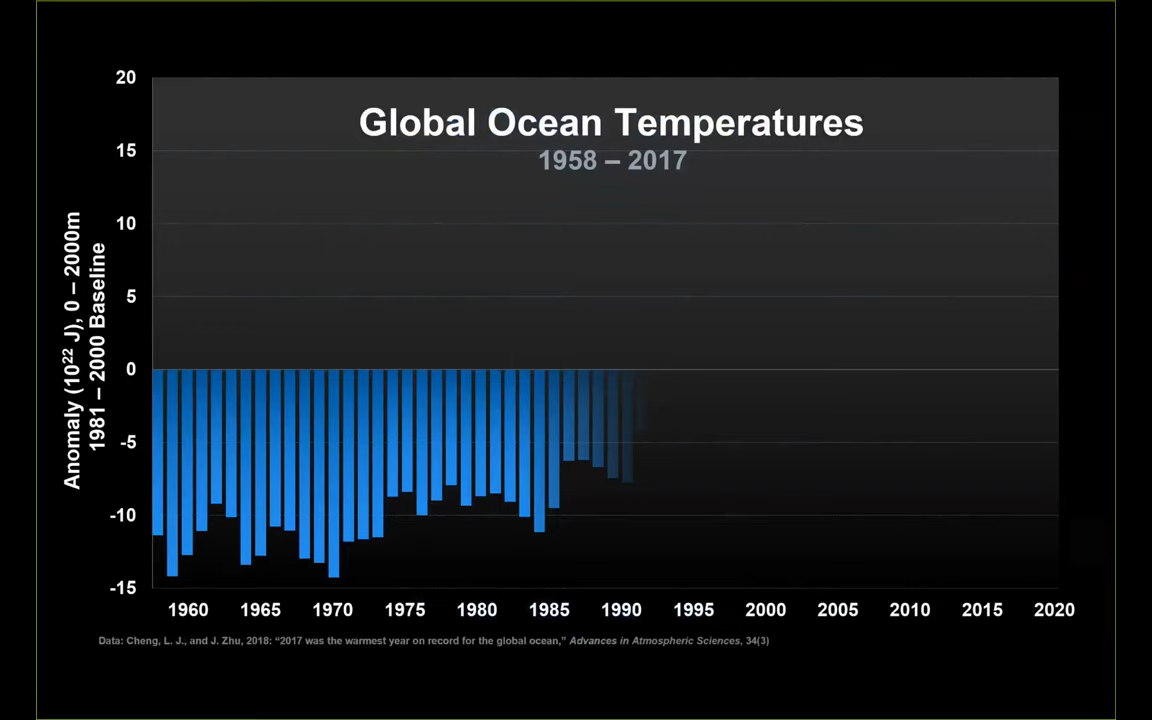 Global Ocean Temperatures
1958 – 2017
Anomaly (10²² J), 0 – 2000m
1981 – 2000 Baseline
20
15
10
5
0
-5
-10
-15
1960 1965 1970 1975 1980 1985 1990 1995 2000 2005 2010 2015 2020
Data: Cheng, L. J., and J. Zhu, 2018: “2017 was the warmest year on record for the global ocean,” Advances in Atmospheric Sciences, 34(3)